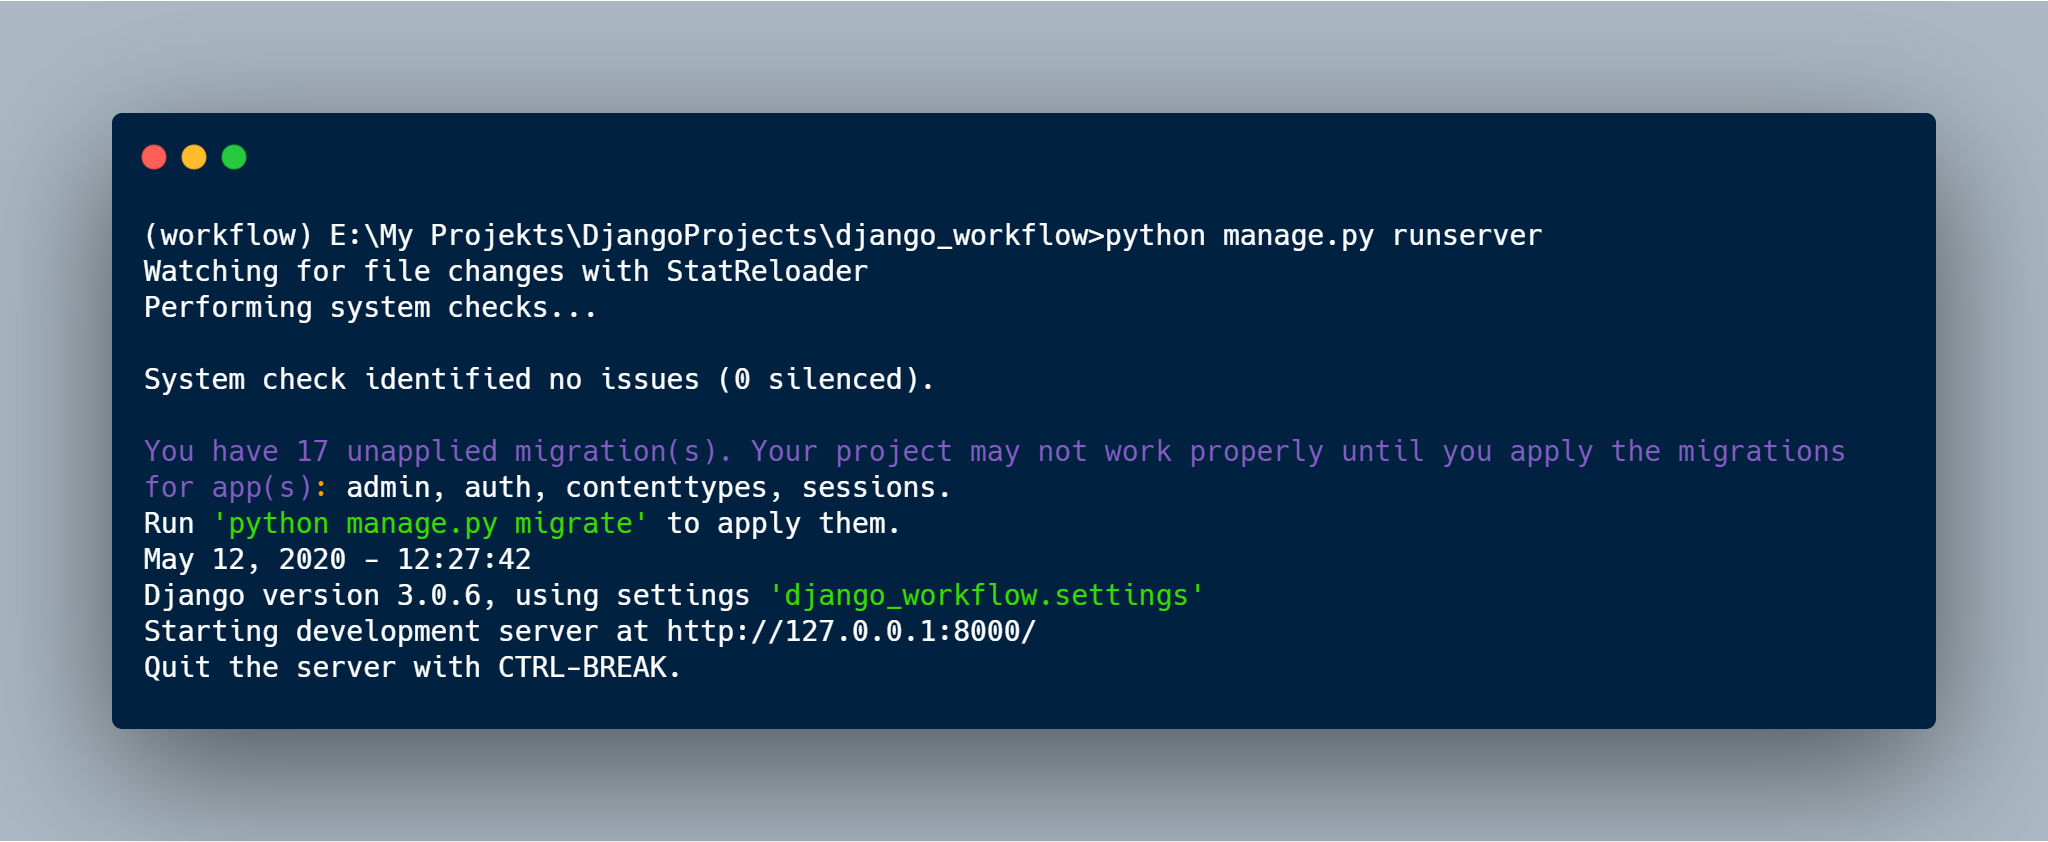 (workflow) E:\My Projekts\DjangoProjects\django_workflow>python manage.py runserver
Watching for file changes with StatReloader
Performing system checks...
System check identified no issues (0 silenced).
You have 17 unapplied migration(s). Your project may not work properly until you apply the migrations
for app(s): admin, auth, contenttypes, sessions.
Run 'python manage.py migrate' to apply them.
May 12, 2020 - 12:27:42
Django version 3.0.6, using settings 'django_workflow.settings'
Starting development server at http://127.0.0.1:8000/
Quit the server with CTRL-BREAK.